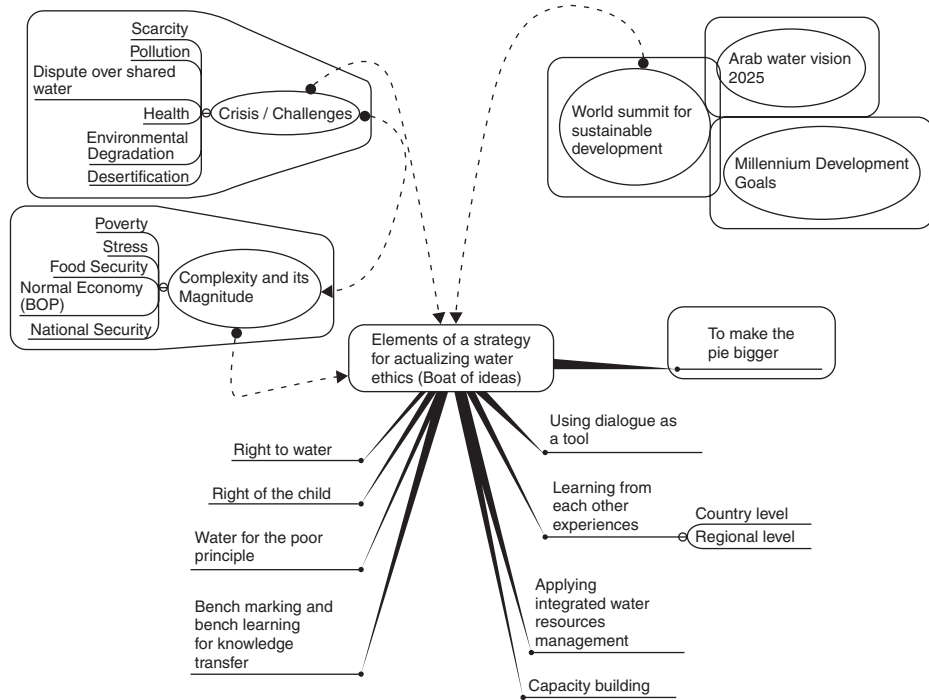 Scarcity
Pollution
Dispute over shared
water
Health
Environmental
Degradation
Desertification
Crisis / Challenges
Poverty
Stress
Food Security
Normal Economy
(BOP)
National Security
Complexity and its
Magnitude
World summit for
sustainable
development
Arab water vision
2025
Millennium Development
Goals
Elements of a strategy
for actualizing water
ethics (Boat of ideas)
To make the
pie bigger
Right to water
Right of the child
Water for the poor
principle
Bench marking and
bench learning
for knowledge
transfer
Using dialogue as
a tool
Learning from
each other
experiences
Country level
Regional level
Applying
integrated water
resources
management
Capacity building